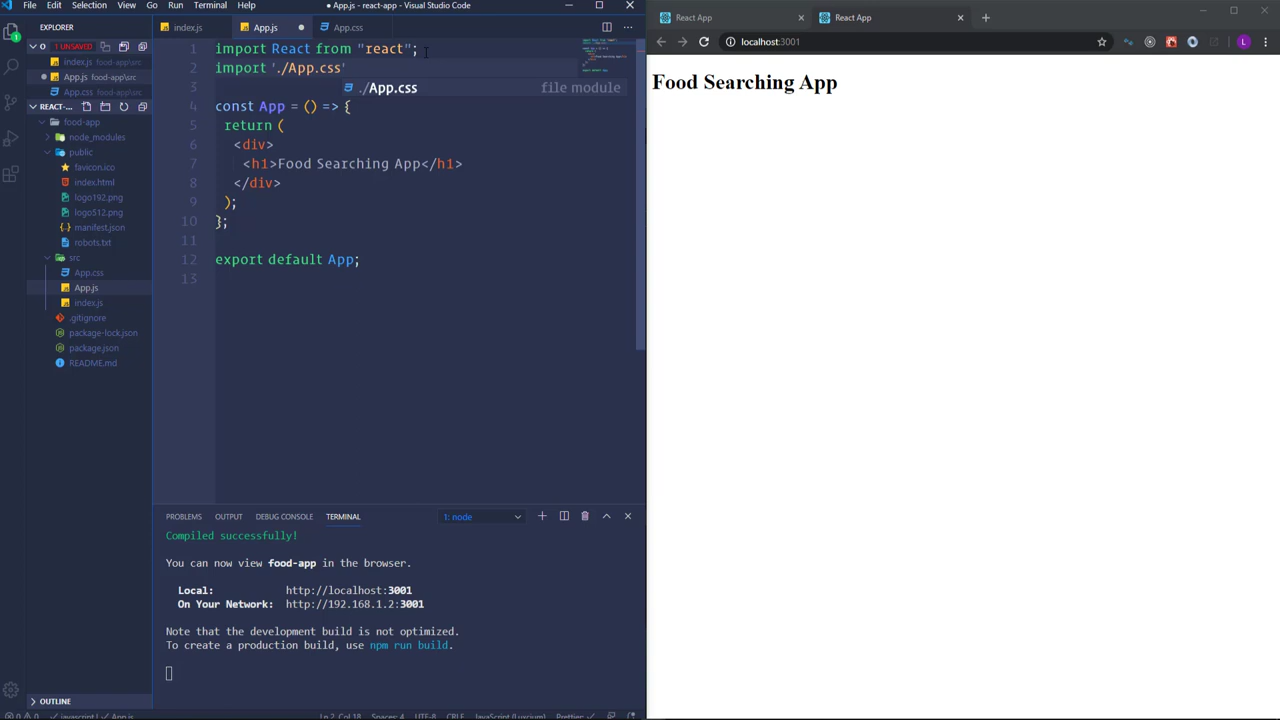 File Edit Selection View Go Run Terminal Help
● App.js - react-app - Visual Studio Code
React App
React App
EXPLORER
index.js
App.js
App.css
localhost:3001
L
O
1 UNSAVED
index.js food-app\src
App.js food-app\src
App.css food-app\src
REACT-...
food-app
node_modules
public
favicon.ico
index.html
logo192.png
logo512.png
manifest.json
robots.txt
src
App.css
App.js
index.js
.gitignore
package-lock.json
package.json
README.md
OUTLINE
1 import React from "react";
2 import './App.css'
3
./App.css file module
4 const App = () => {
5 return (
6 <div>
7 <h1>Food Searching App</h1>
8 </div>
9 );
10 };
11
12 export default App;
13
PROBLEMS OUTPUT DEBUG CONSOLE TERMINAL
1: node
Compiled successfully!
You can now view food-app in the browser.
Local: http://localhost:3001
On Your Network: http://192.168.1.2:3001
Note that the development build is not optimized.
To create a production build, use npm run build.
Food Searching App